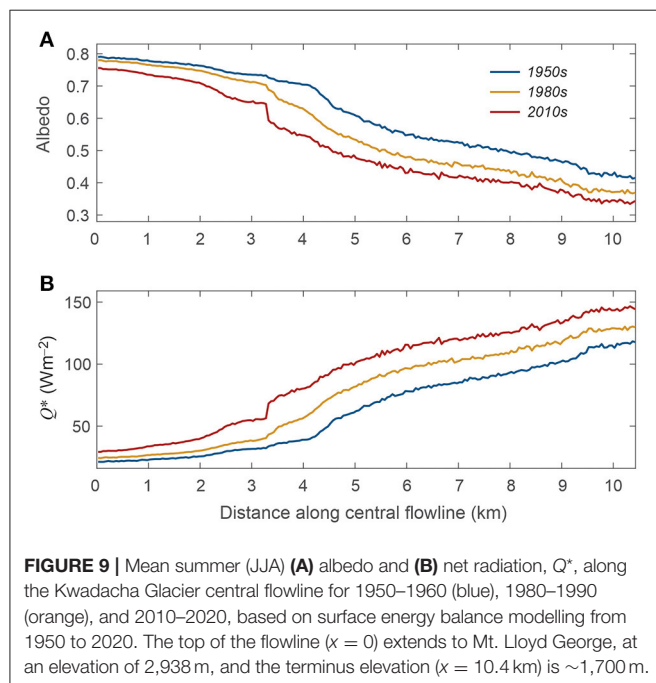 A
0.8
0.7
0.6
0.5
0.4
0.3
Albedo
1950s
1980s
2010s
0 1 2 3 4 5 6 7 8 9 10
B
150
100
50
Q* (Wm−2)
0 1 2 3 4 5 6 7 8 9 10
Distance along central flowline (km)
FIGURE 9 | Mean summer (JJA) (A) albedo and (B) net radiation, Q*, along
the Kwadacha Glacier central flowline for 1950–1960 (blue), 1980–1990
(orange), and 2010–2020, based on surface energy balance modelling from
1950 to 2020. The top of the flowline (x = 0) extends to Mt. Lloyd George, at
an elevation of 2,938 m, and the terminus elevation (x = 10.4 km) is ~1,700 m.